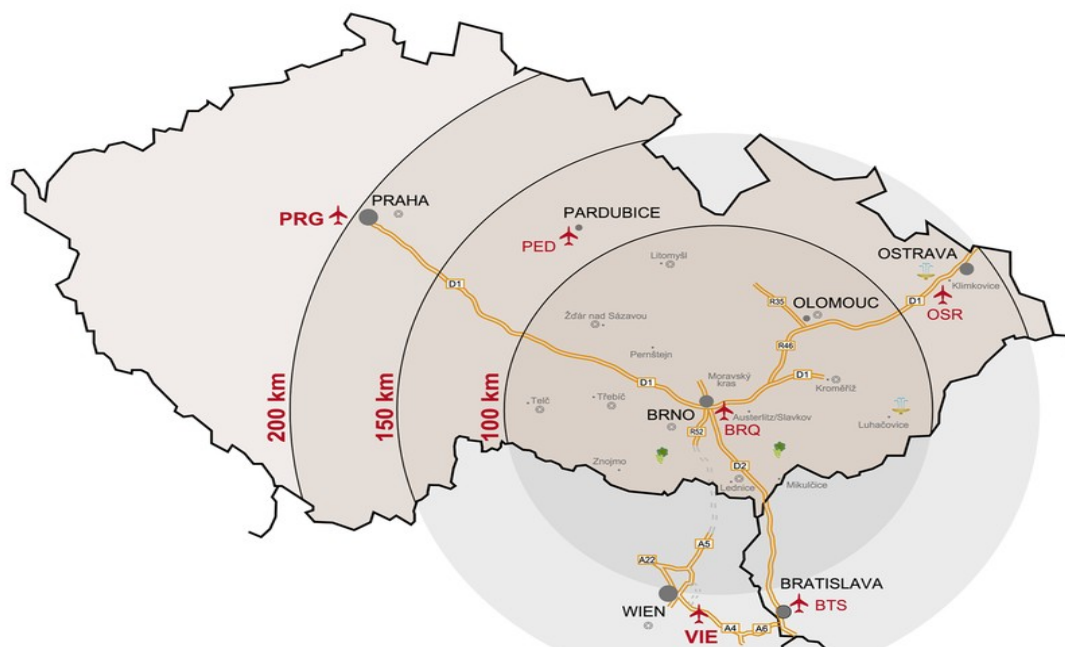 PRAHA
PRG
PARDUBICE
PED
Litomyšl
OSTRAVA
Klimkovice
D1
OSR
D1
R35
OLOMOUC
Žďár nad Sázavou
R46
Pernštejn
Moravský
kras
D1
D1
Kroměříž
200 km
150 km
100 km
Telč
Třebíč
BRNO
Austerlitz/Slavkov
BRQ
Luhačovice
R52
Znojmo
D2
Lednice
Mikulčice
A5
A22
WIEN
VIE
A4
A6
BRATISLAVA
BTS